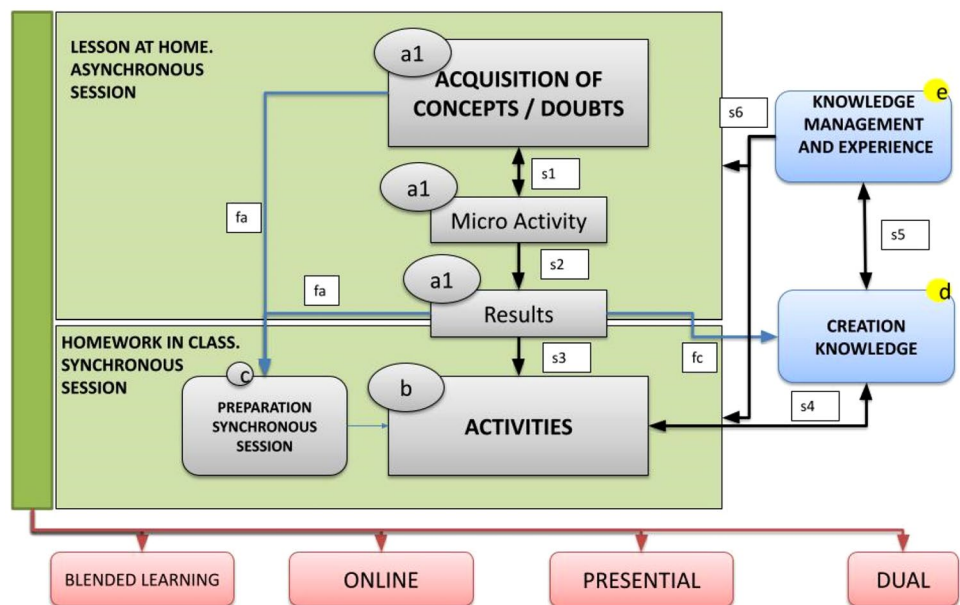 LESSON AT HOME.
ASYNCHRONOUS
SESSION
a1
ACQUISITION OF
CONCEPTS / DOUBTS
s6
e
KNOWLEDGE
MANAGEMENT
AND EXPERIENCE
s1
a1
Micro Activity
fa
s5
s2
a1
fa
Results
d
CREATION
KNOWLEDGE
HOMEWORK IN CLASS.
SYNCHRONOUS
SESSION
s3
fc
c
b
PREPARATION
SYNCHRONOUS
SESSION
ACTIVITIES
s4
BLENDED LEARNING
ONLINE
PRESENTIAL
DUAL